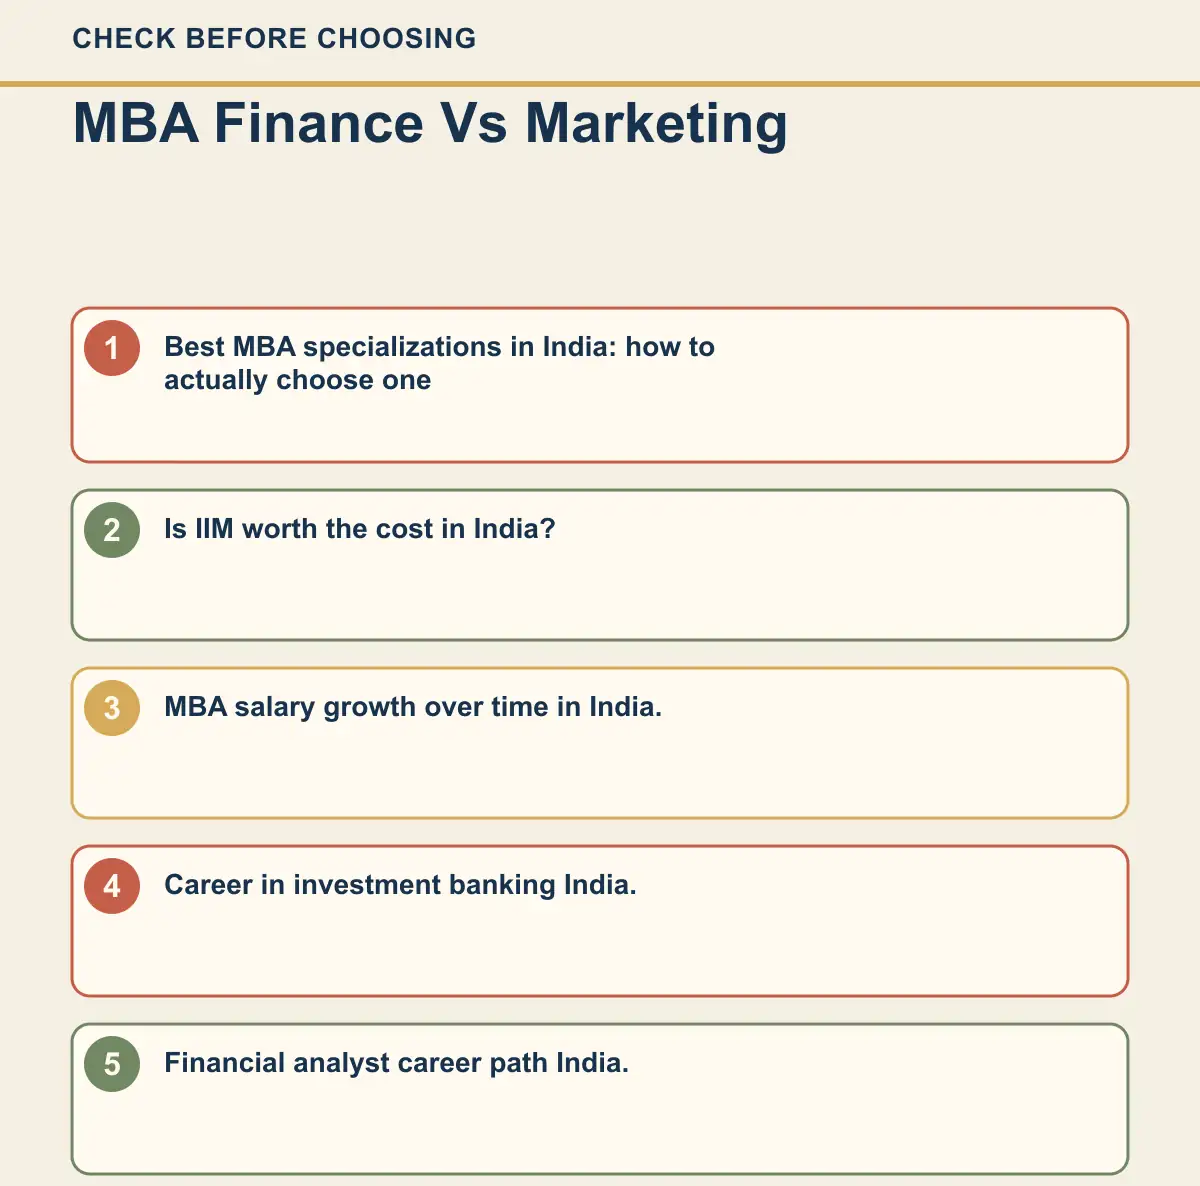 CHECK BEFORE CHOOSING
MBA Finance Vs Marketing
1
Best MBA specializations in India: how to
actually choose one
2
Is IIM worth the cost in India?
3
MBA salary growth over time in India.
4
Career in investment banking India.
5
Financial analyst career path India.